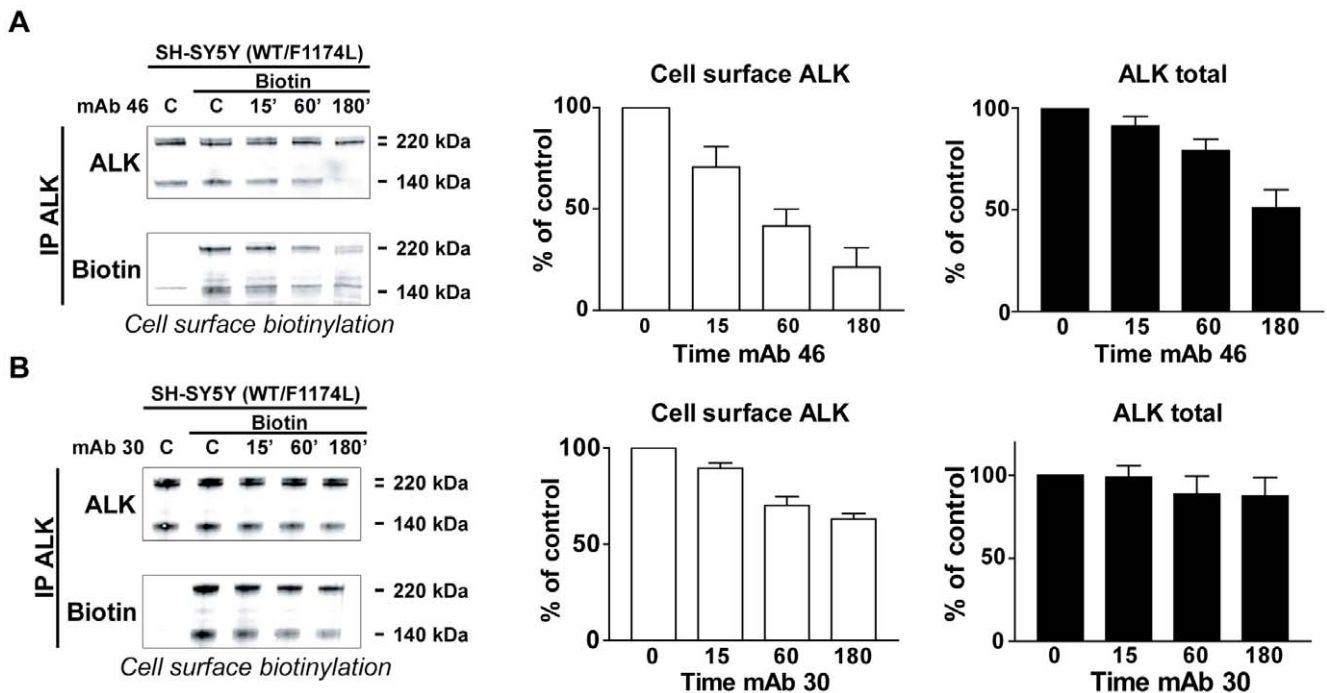 A
SH-SY5Y (WT/F1174L)
Biotin
mAb 46 C C 15' 60' 180'
IP ALK
ALK
= 220 kDa
- 140 kDa
Biotin
- 220 kDa
- 140 kDa
Cell surface biotinylation
Cell surface ALK
% of control
100
50
0
0 15 60 180
Time mAb 46
ALK total
% of control
100
50
0
0 15 60 180
Time mAb 46
B
SH-SY5Y (WT/F1174L)
Biotin
mAb 30 C C 15' 60' 180'
IP ALK
ALK
= 220 kDa
- 140 kDa
Biotin
- 220 kDa
- 140 kDa
Cell surface biotinylation
Cell surface ALK
% of control
100
50
0
0 15 60 180
Time mAb 30
ALK total
% of control
100
50
0
0 15 60 180
Time mAb 30